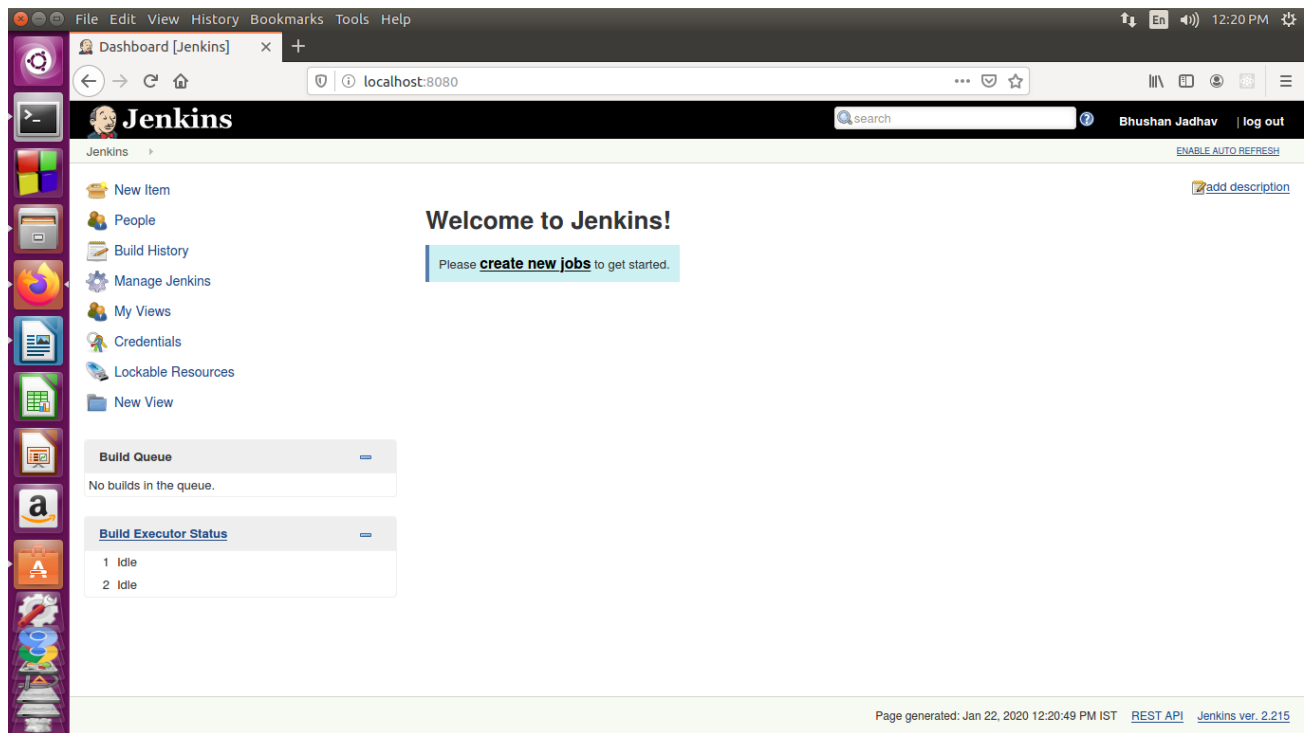 File Edit View History Bookmarks Tools Help
En 12:20 PM
Dashboard [Jenkins]
localhost:8080
Jenkins
search
Bhushan Jadhav | log out
Jenkins
ENABLE AUTO REFRESH
New Item
People
Build History
Manage Jenkins
My Views
Credentials
Lockable Resources
New View
add description
Welcome to Jenkins!
Please create new jobs to get started.
Build Queue
No builds in the queue.
Build Executor Status
1 Idle
2 Idle
Page generated: Jan 22, 2020 12:20:49 PM IST REST API Jenkins ver. 2.215